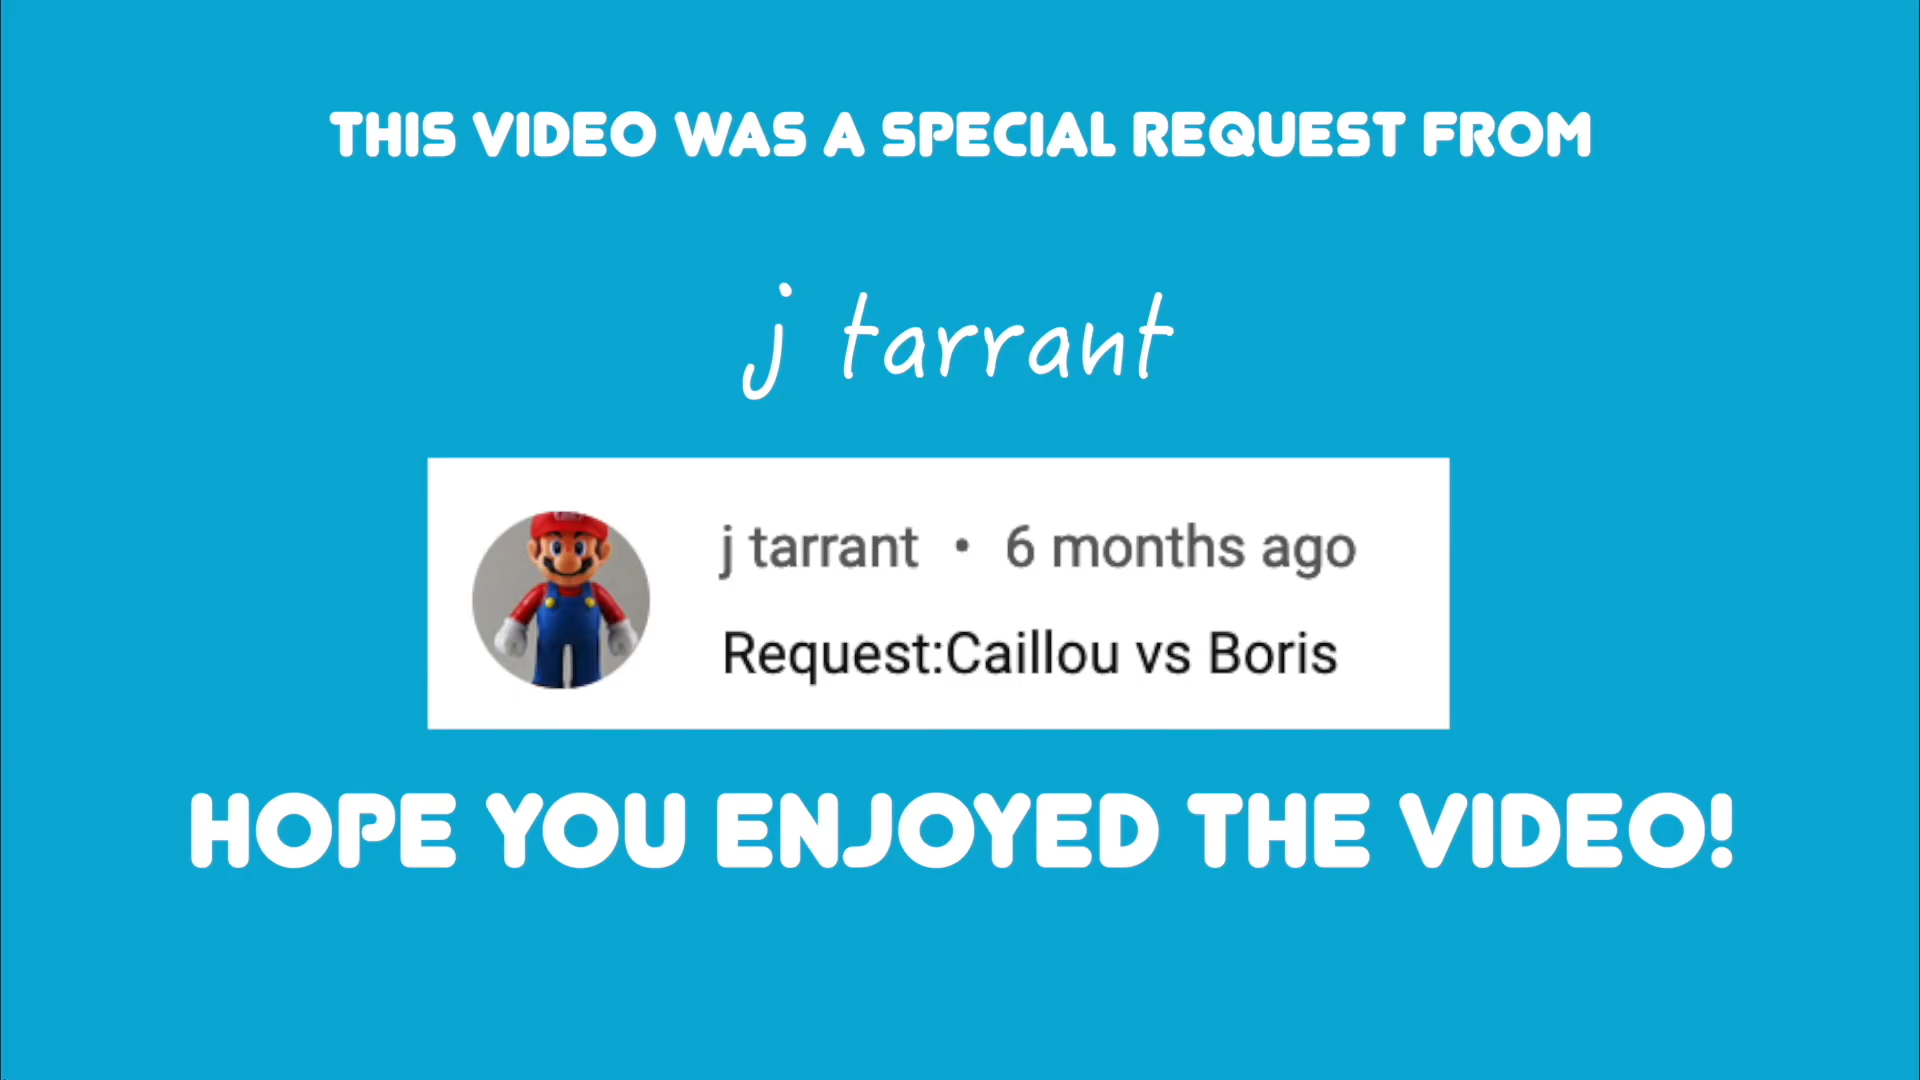 THIS VIDEO WAS A SPECIAL REQUEST FROM
j tarrant
j tarrant • 6 months ago
Request:Caillou vs Boris
HOPE YOU ENJOYED THE VIDEO!